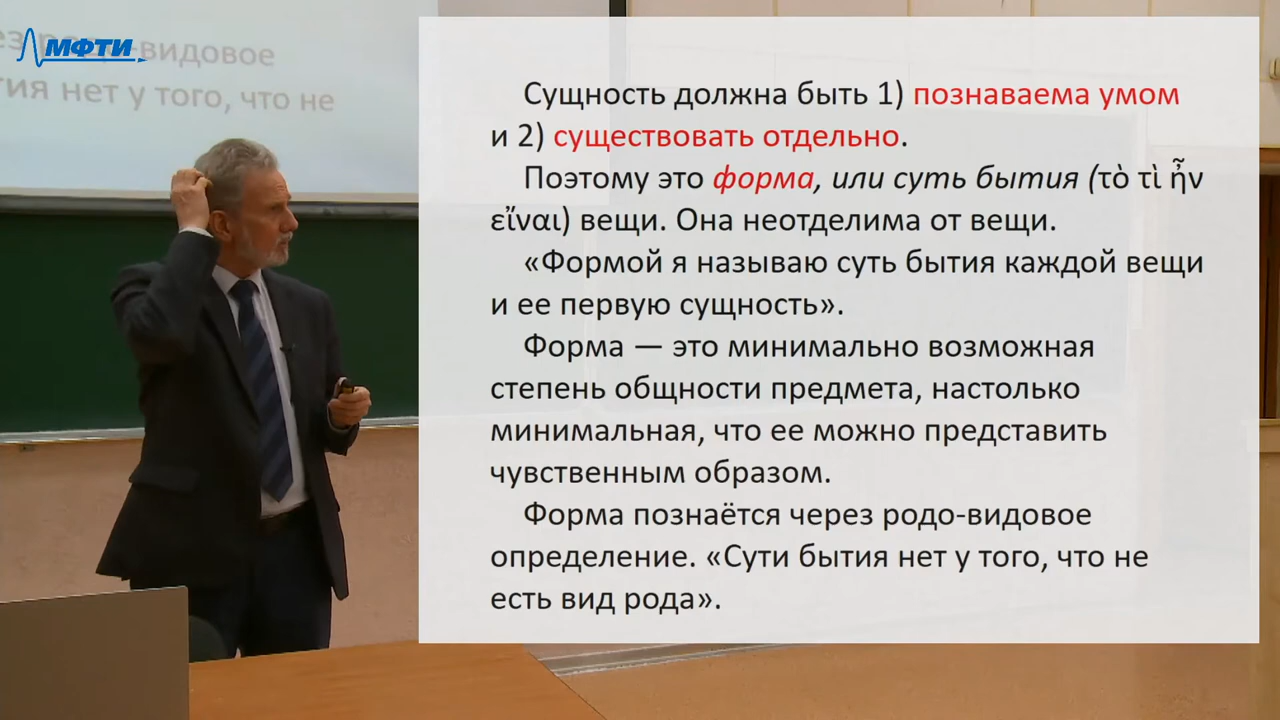 МФТИ
ез родо-видовое
тия нет у того, что не
Сущность должна быть 1) познаваема умом
и 2) существовать отдельно.
Поэтому это форма, или суть бытия (τὸ τὶ ἦν
εἴναι) вещи. Она неотделима от вещи.
«Формой я называю суть бытия каждой вещи
и ее первую сущность».
Форма — это минимально возможная
степень общности предмета, настолько
минимальная, что ее можно представить
чувственным образом.
Форма познаётся через родо-видовое
определение. «Сути бытия нет у того, что не
есть вид рода».